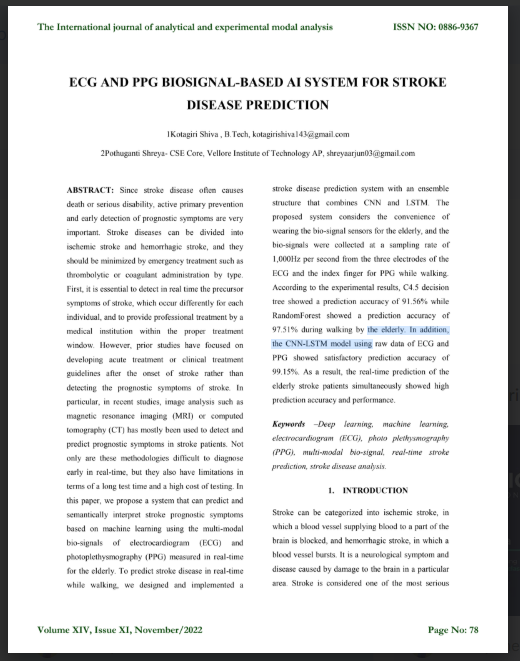 The International journal of analytical and experimental modal analysis ISSN NO: 0886-9367
ECG AND PPG BIOSIGNAL-BASED AI SYSTEM FOR STROKE
DISEASE PREDICTION
1Kotagiri Shiva , B.Tech, kotagirishiva143@gmail.com
2Pothuganti Shreya- CSE Core, Vellore Institute of Technology AP, shreyaarjun03@gmail.com
ABSTRACT: Since stroke disease often causes
death or serious disability, active primary prevention
and early detection of prognostic symptoms are very
important. Stroke diseases can be divided into
ischemic stroke and hemorrhagic stroke, and they
should be minimized by emergency treatment such as
thrombolytic or coagulant administration by type.
First, it is essential to detect in real time the precursor
symptoms of stroke, which occur differently for each
individual, and to provide professional treatment by a
medical institution within the proper treatment
window. However, prior studies have focused on
developing acute treatment or clinical treatment
guidelines after the onset of stroke rather than
detecting the prognostic symptoms of stroke. In
particular, in recent studies, image analysis such as
magnetic resonance imaging (MRI) or computed
tomography (CT) has mostly been used to detect and
predict prognostic symptoms in stroke patients. Not
only are these methodologies difficult to diagnose
early in real-time, but they also have limitations in
terms of a long test time and a high cost of testing. In
this paper, we propose a system that can predict and
semantically interpret stroke prognostic symptoms
based on machine learning using the multi-modal
bio-signals of electrocardiogram (ECG) and
photoplethysmography (PPG) measured in real-time
for the elderly. To predict stroke disease in real-time
while walking, we designed and implemented a
stroke disease prediction system with an ensemble
structure that combines CNN and LSTM. The
proposed system considers the convenience of
wearing the bio-signal sensors for the elderly, and the
bio-signals were collected at a sampling rate of
1,000Hz per second from the three electrodes of the
ECG and the index finger for PPG while walking.
According to the experimental results, C4.5 decision
tree showed a prediction accuracy of 91.56% while
RandomForest showed a prediction accuracy of
97.51% during walking by the elderly. In addition,
the CNN-LSTM model using raw data of ECG and
PPG showed satisfactory prediction accuracy of
99.15%. As a result, the real-time prediction of the
elderly stroke patients simultaneously showed high
prediction accuracy and performance.
Keywords –Deep learning, machine learning,
electrocardiogram (ECG), photo plethysmography
(PPG), multi-modal bio-signal, real-time stroke
prediction, stroke disease analysis.
1. INTRODUCTION
Stroke can be categorized into ischemic stroke, in
which a blood vessel supplying blood to a part of the
brain is blocked, and hemorrhagic stroke, in which a
blood vessel bursts. It is a neurological symptom and
disease caused by damage to the brain in a particular
area. Stroke is considered one of the most serious
Volume XIV, Issue XI, November/2022 Page No: 78